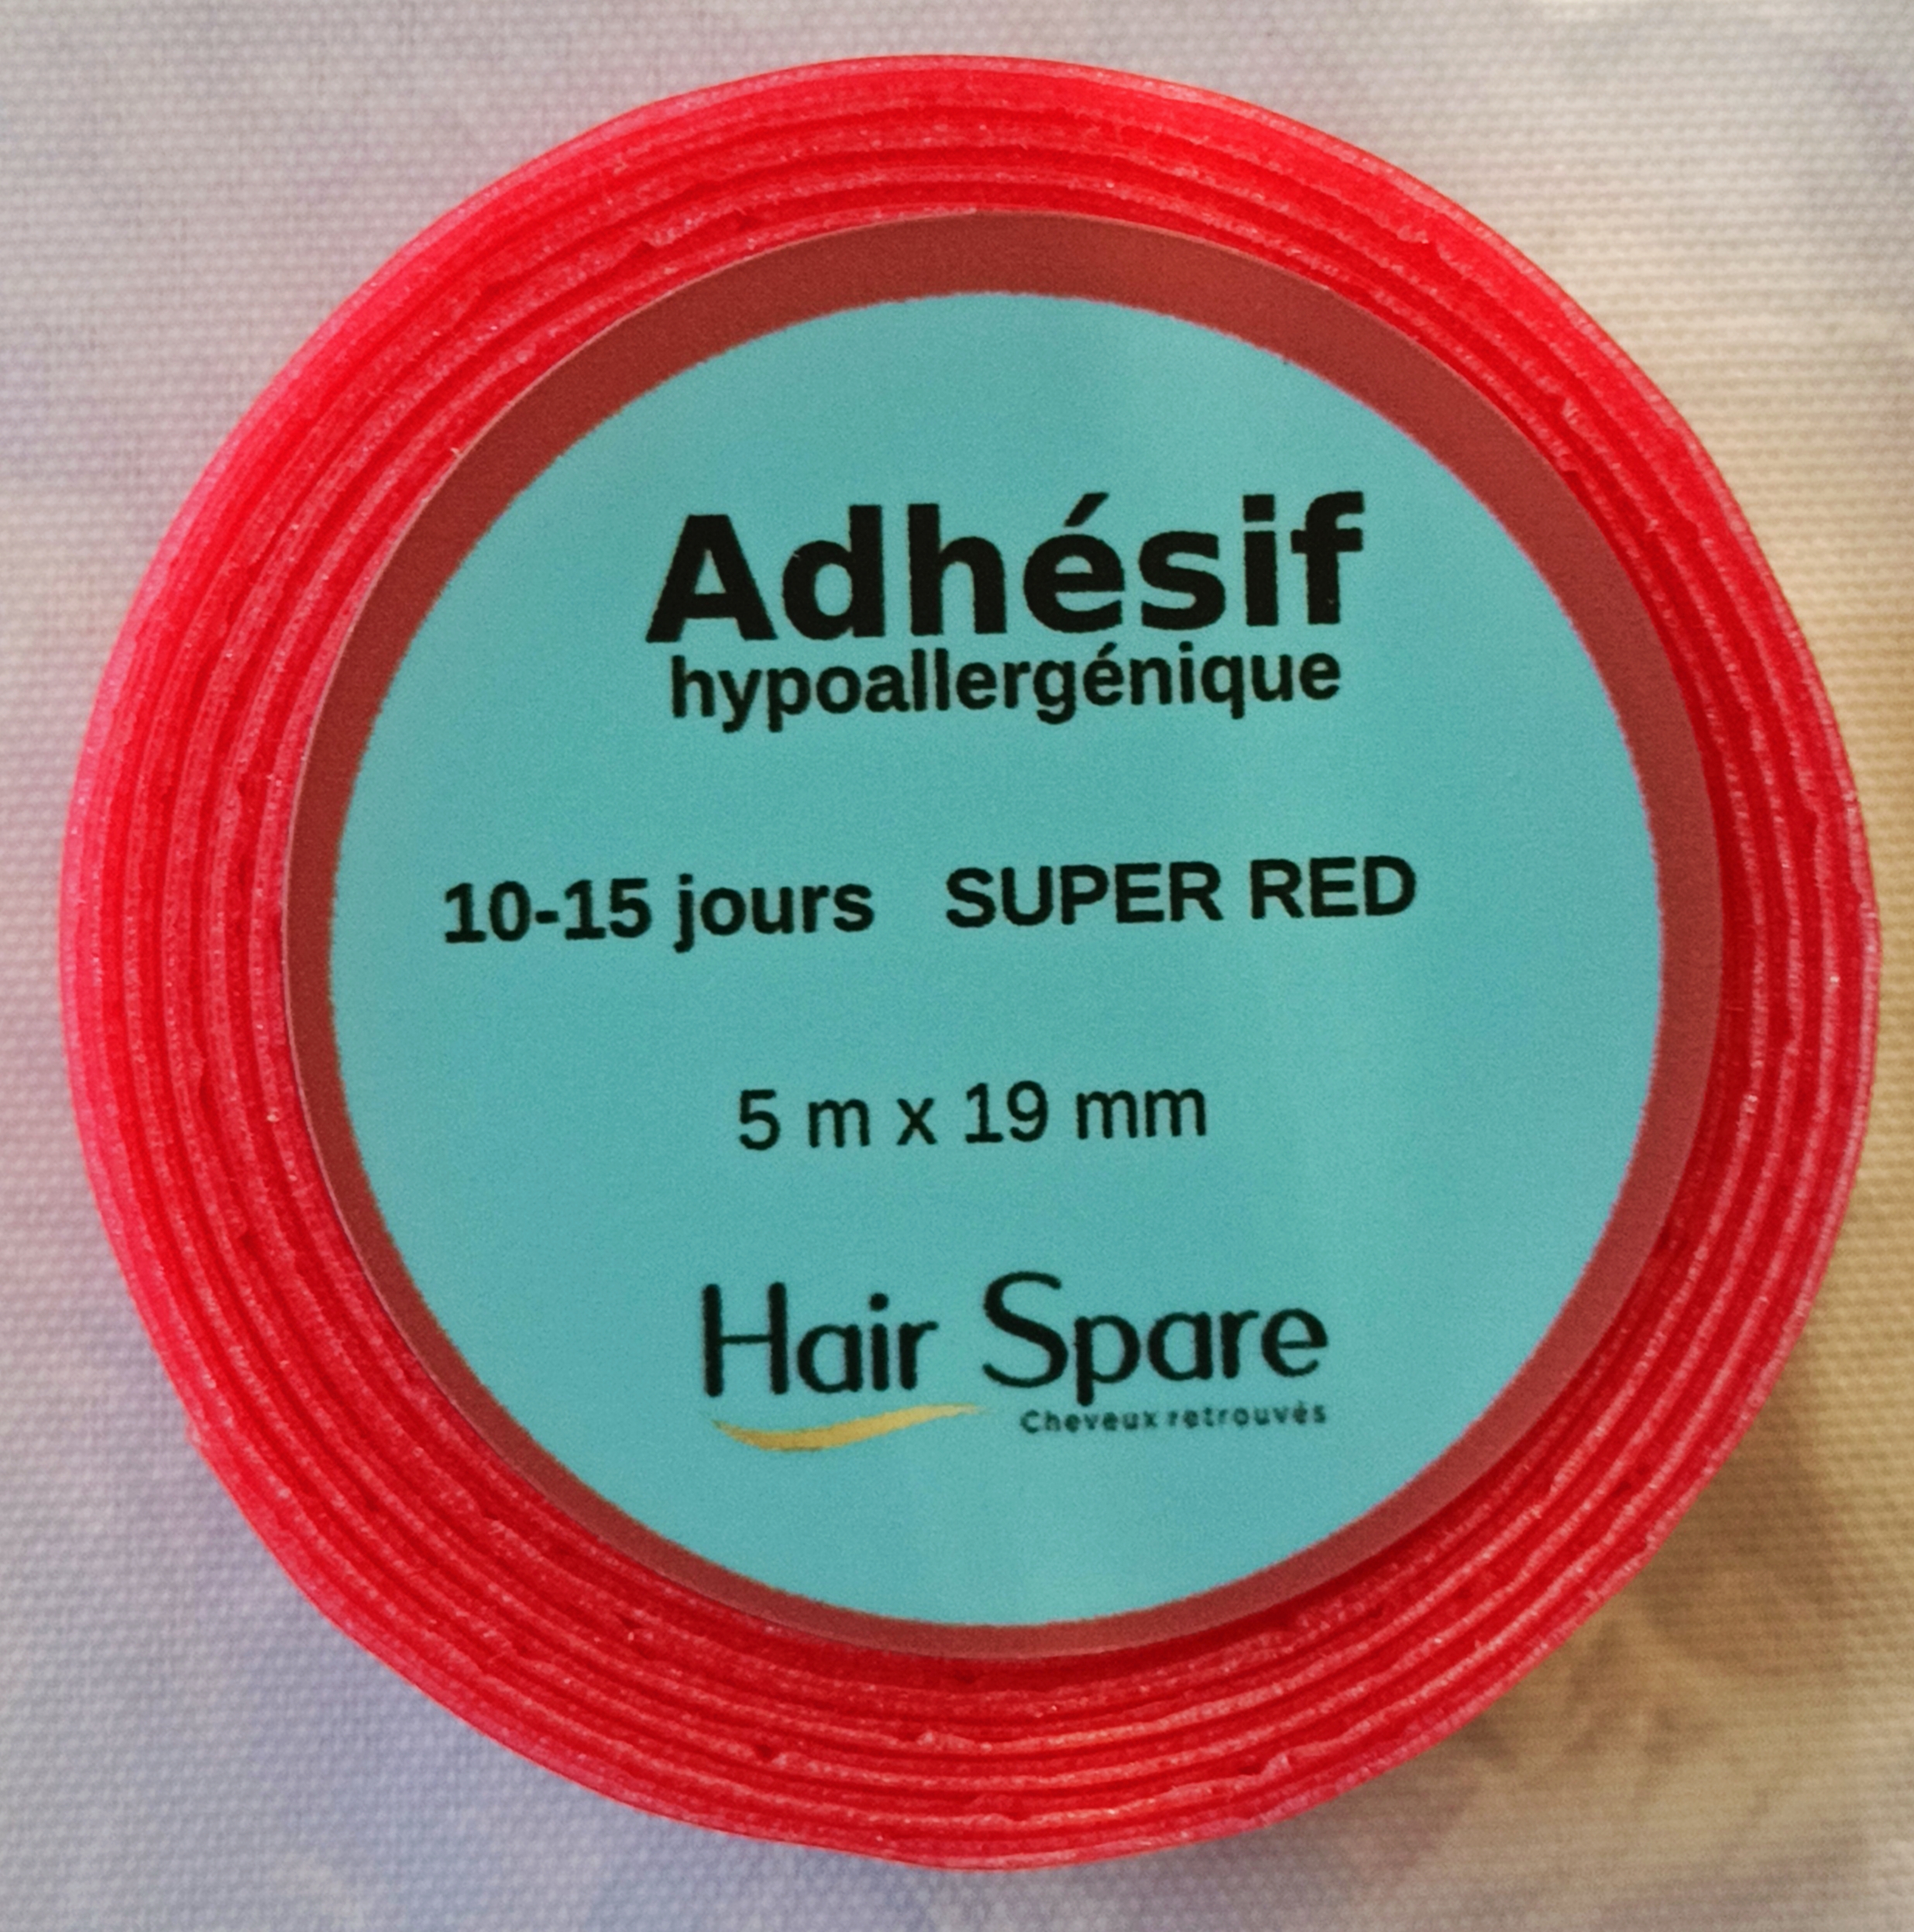 Adhésif
hypoallergénique
10-15 jours SUPER RED
5 m x 19 mm
Hair Spare
Cheveux retrouvés